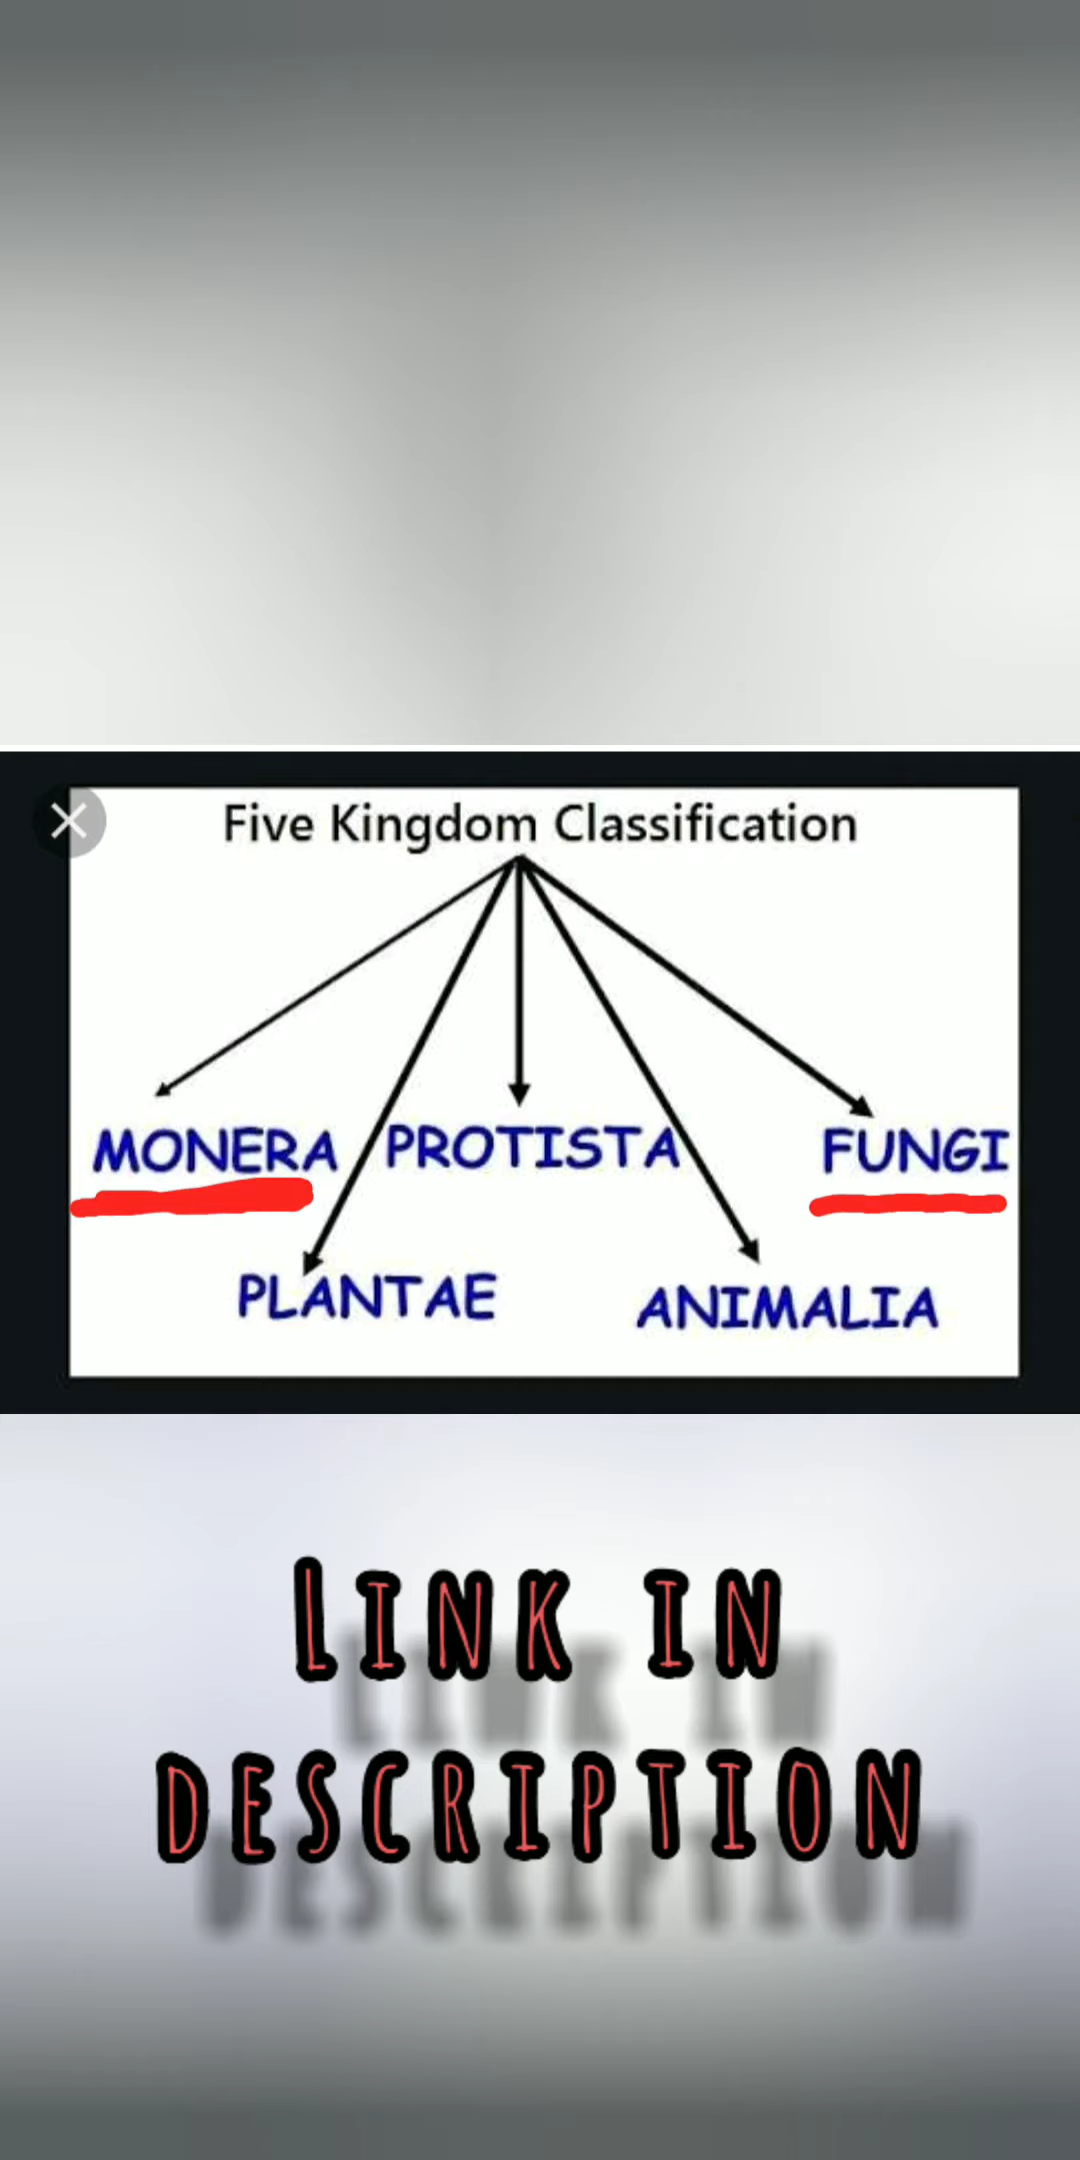 Five Kingdom Classification
MONERA PROTISTA FUNGI
PLANTAE ANIMALIA
LINK IN
DESCRIPTION